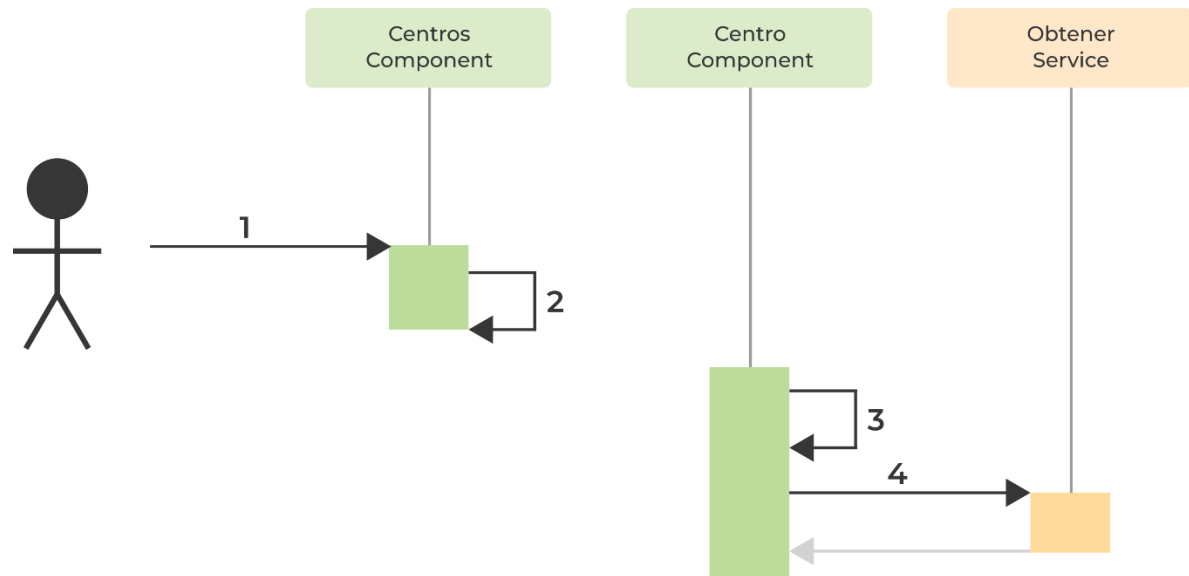 Centros
Component
Centro
Component
Obtener
Service
1
2
3
4